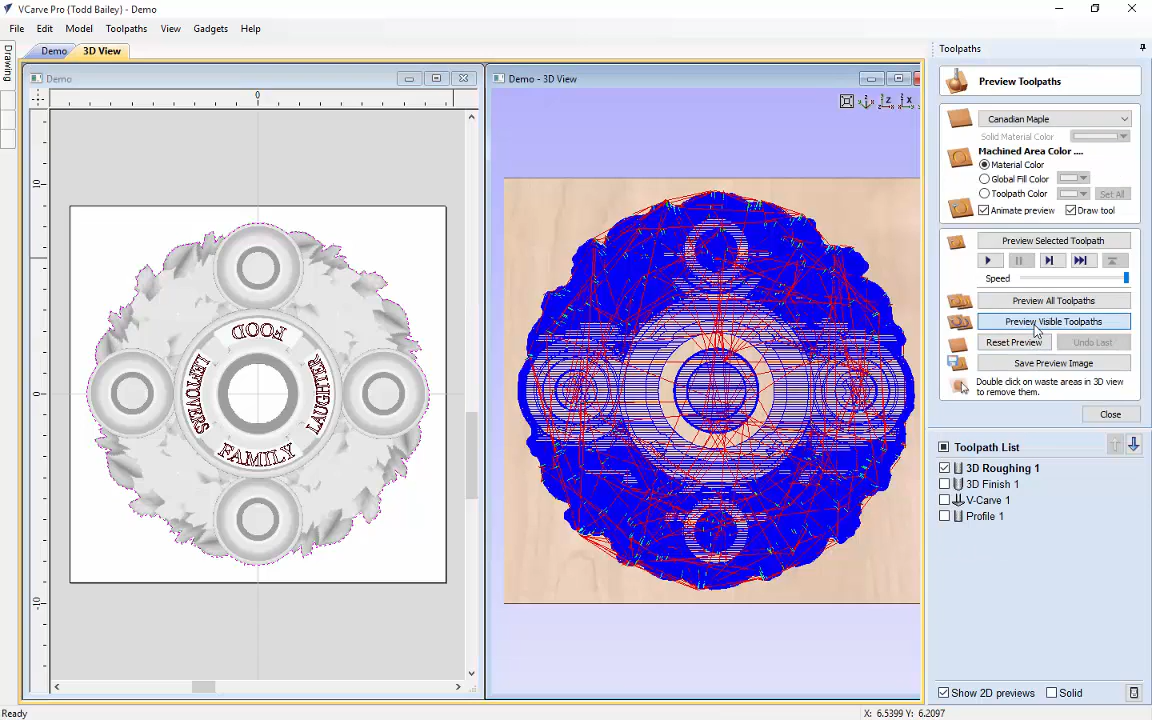 VCarve Pro {Todd Bailey} - Demo
File Edit Model Toolpaths View Gadgets Help
Drawing
Demo 3D View
Toolpaths
Demo
Demo - 3D View
Preview Toolpaths
0
10
0
-10
FOOD
LEFTOVERS
LAUGHTER
FAMILY
Canadian Maple
Solid Material Color
Machined Area Color ....
Material Color
Global Fill Color
Toolpath Color Set All
Animate preview Draw tool
Preview Selected Toolpath
Speed
Preview All Toolpaths
Preview Visible Toolpaths
Reset Preview Undo Last
Save Preview Image
Double click on waste areas in 3D view
to remove them.
Close
Toolpath List
3D Roughing 1
3D Finish 1
V-Carve 1
Profile 1
Show 2D previews Solid
Ready
X: 6.5399 Y: 6.2097